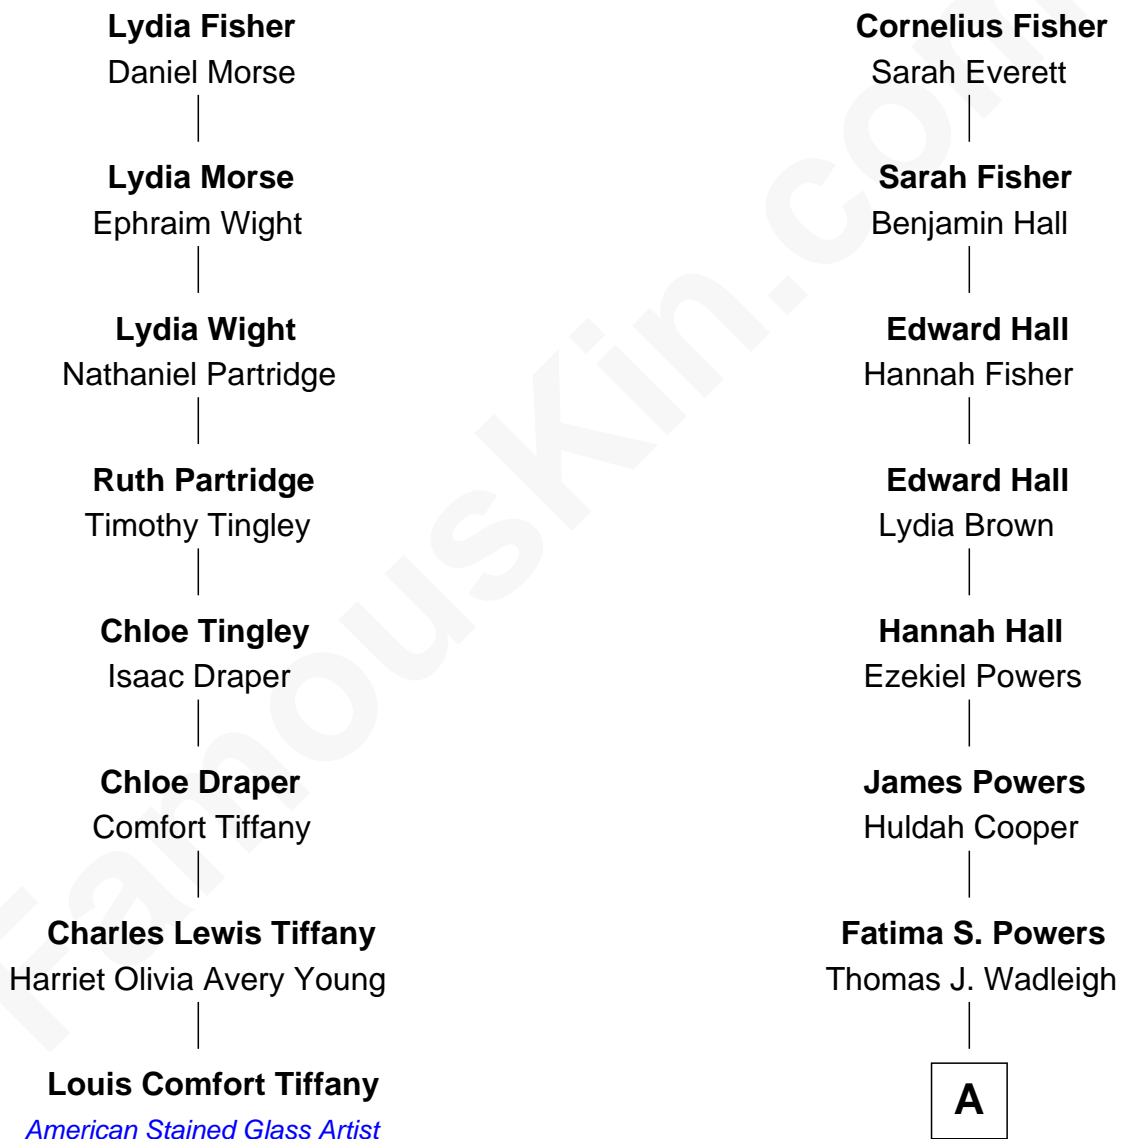 Lydia Fisher
Daniel Morse
Lydia Morse
Ephraim Wight
Lydia Wight
Nathaniel Partridge
Ruth Partridge
Timothy Tingley
Chloe Tingley
Isaac Draper
Chloe Draper
Comfort Tiffany
Charles Lewis Tiffany
Harriet Olivia Avery Young
Louis Comfort Tiffany
American Stained Glass Artist
Cornelius Fisher
Sarah Everett
Sarah Fisher
Benjamin Hall
Edward Hall
Hannah Fisher
Edward Hall
Lydia Brown
Hannah Hall
Ezekiel Powers
James Powers
Huldah Cooper
Fatima S. Powers
Thomas J. Wadleigh
A
FamousKin.com